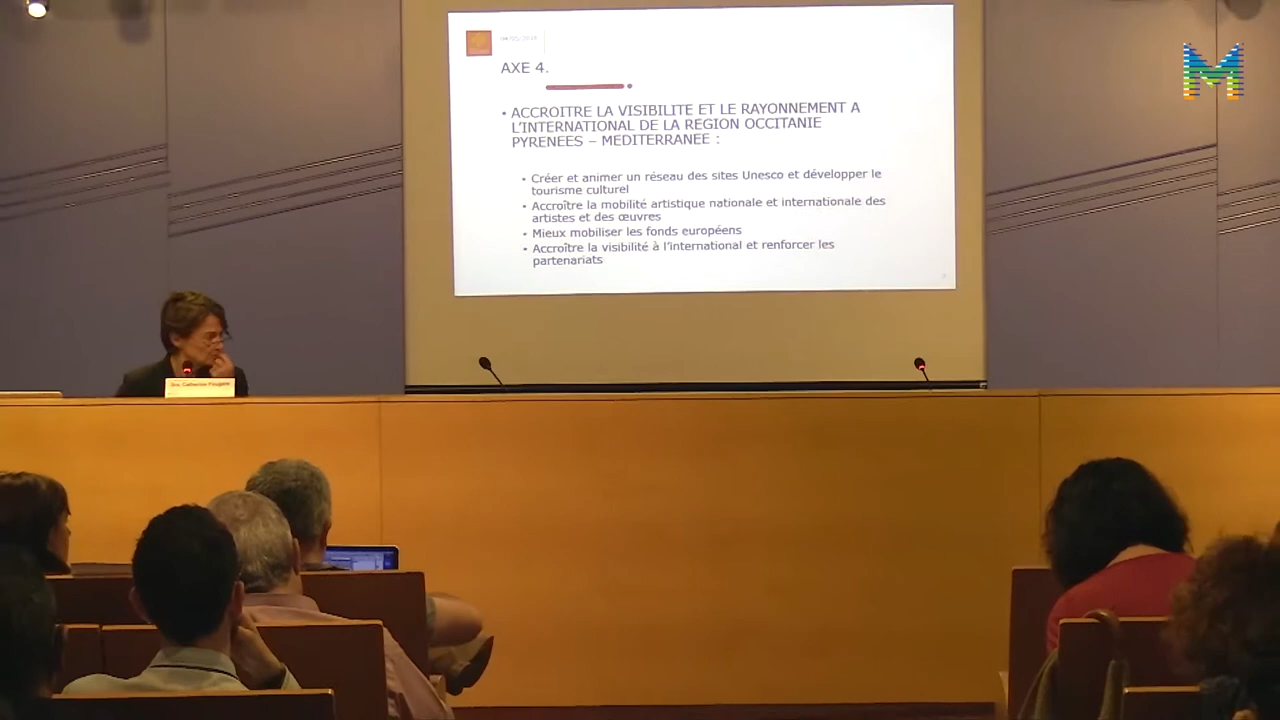 AXE 4.
• ACCROITRE LA VISIBILITE ET LE RAYONNEMENT A
L'INTERNATIONAL DE LA REGION OCCITANIE
PYRENEES – MEDITERRANEE :
• Créer et animer un réseau des sites Unesco et développer le
tourisme culturel
• Accroître la mobilité artistique nationale et internationale des
artistes et des œuvres
• Mieux mobiliser les fonds européens
• Accroître la visibilité à l'international et renforcer les
partenariats
M
Catherine